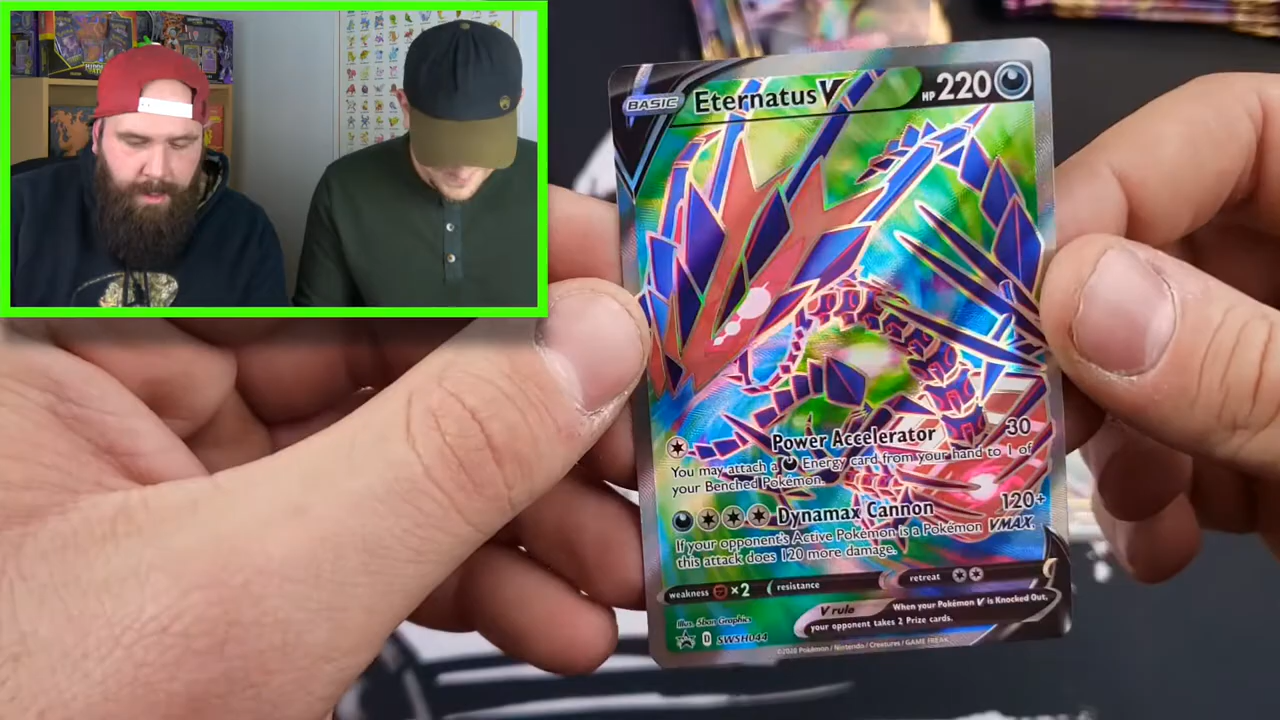 BASIC
Eternatus V
HP 220
Power Accelerator 30
You may attach a Energy card from your hand to 1 of
your Benched Pokémon.
Dynamax Cannon 120+
If your opponent's Active Pokémon is a Pokémon VMAX,
this attack does 120 more damage.
weakness ×2 resistance retreat
V rule When your Pokémon V is Knocked Out,
your opponent takes 2 Prize cards.
Illus. 5ban Graphics
D SWSH044
©2020 Pokémon / Nintendo / Creatures / GAME FREAK